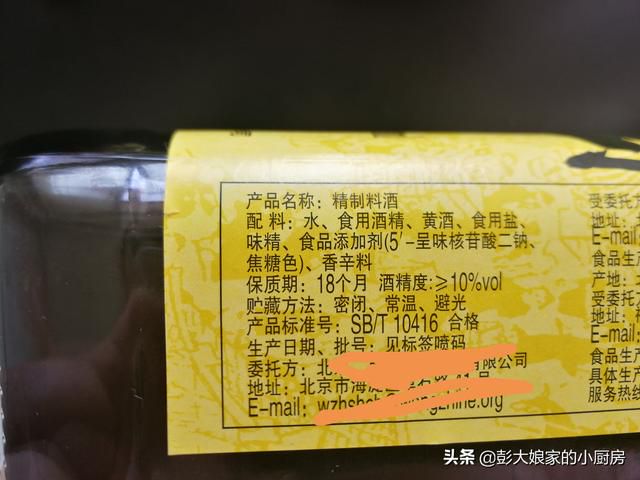 产品名称：精制料酒
配 料：水、食用酒精、黄酒、食用盐、
味精、食品添加剂(5′-呈味核苷酸二钠、
焦糖色)、香辛料
保质期：18个月 酒精度：≥10%vol
贮藏方法：密闭、常温、避光
产品标准号：SB/T 10416 合格
生产日期、批号：见标签喷码
委托方：北 有限公司
地址：北京市海淀区
E-mail：
受委托方
地址：
E-mail：
食品生产
产地：
受委托方
地址：
E-mail：
食品生产
具体生产
服务热线
头条 @彭大娘家的小厨房